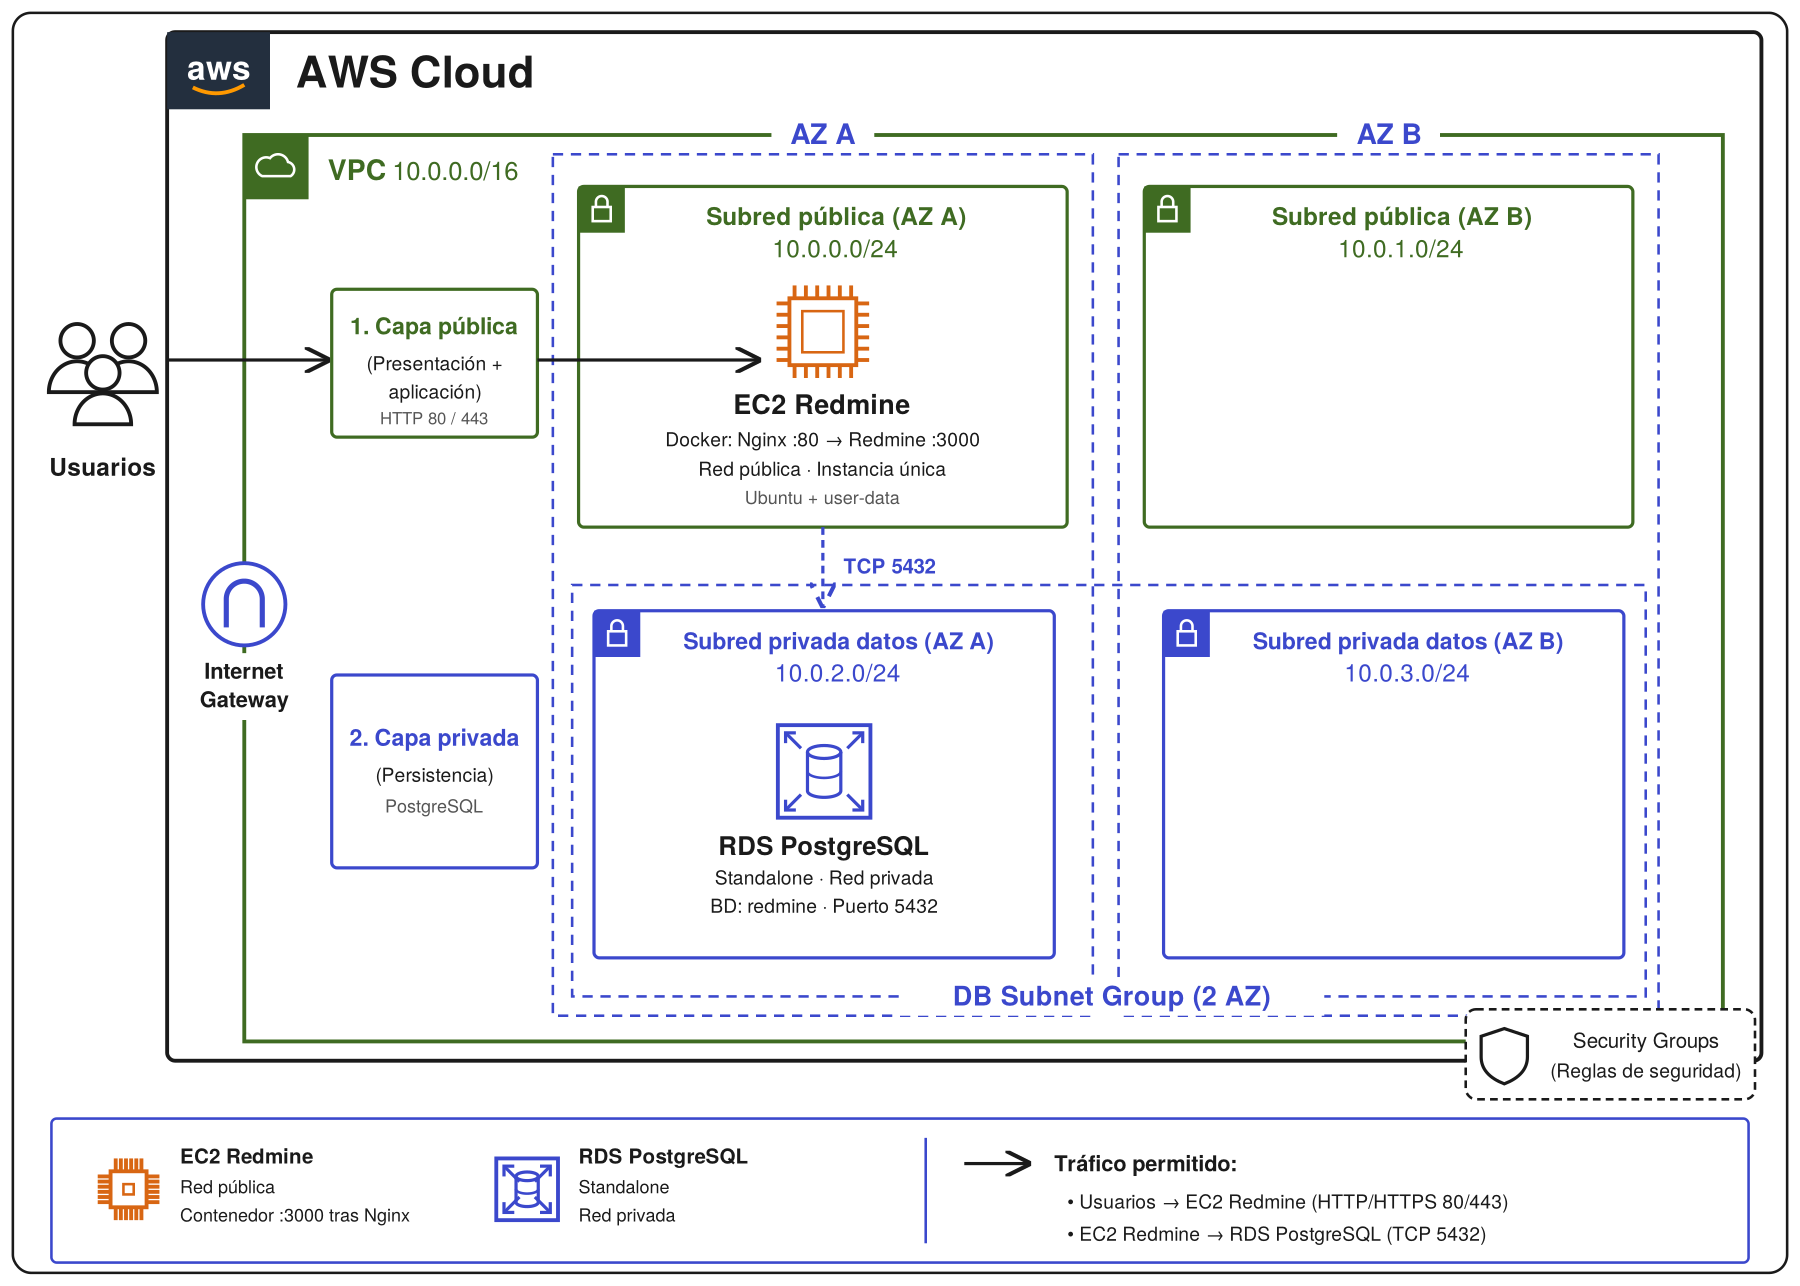 aws
AWS Cloud
AZ A
AZ B
VPC 10.0.0.0/16
Subred pública (AZ A)
10.0.0.0/24
Subred pública (AZ B)
10.0.1.0/24
1. Capa pública
(Presentación +
aplicación)
HTTP 80 / 443
Usuarios
EC2 Redmine
Docker: Nginx :80 → Redmine :3000
Red pública · Instancia única
Ubuntu + user-data
TCP 5432
Internet
Gateway
2. Capa privada
(Persistencia)
PostgreSQL
Subred privada datos (AZ A)
10.0.2.0/24
Subred privada datos (AZ B)
10.0.3.0/24
RDS PostgreSQL
Standalone · Red privada
BD: redmine · Puerto 5432
DB Subnet Group (2 AZ)
Security Groups
(Reglas de seguridad)
EC2 Redmine
Red pública
Contenedor :3000 tras Nginx
RDS PostgreSQL
Standalone
Red privada
Tráfico permitido:
• Usuarios → EC2 Redmine (HTTP/HTTPS 80/443)
• EC2 Redmine → RDS PostgreSQL (TCP 5432)